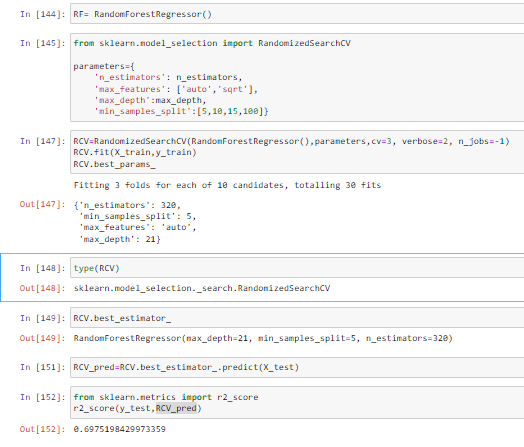 In [144]: RF= RandomForestRegressor()
In [145]: from sklearn.model_selection import RandomizedSearchCV
parameters={
'n_estimators': n_estimators,
'max_features': ['auto','sqrt'],
'max_depth':max_depth,
'min_samples_split':[5,10,15,100]}
In [147]: RCV=RandomizedSearchCV(RandomForestRegressor(),parameters,cv=3, verbose=2, n_jobs=-1)
RCV.fit(X_train,y_train)
RCV.best_params_
Fitting 3 folds for each of 10 candidates, totalling 30 fits
Out[147]: {'n_estimators': 320,
'min_samples_split': 5,
'max_features': 'auto',
'max_depth': 21}
In [148]: type(RCV)
Out[148]: sklearn.model_selection._search.RandomizedSearchCV
In [149]: RCV.best_estimator_
Out[149]: RandomForestRegressor(max_depth=21, min_samples_split=5, n_estimators=320)
In [151]: RCV_pred=RCV.best_estimator_.predict(X_test)
In [152]: from sklearn.metrics import r2_score
r2_score(y_test,RCV_pred)
Out[152]: 0.6975198429973359